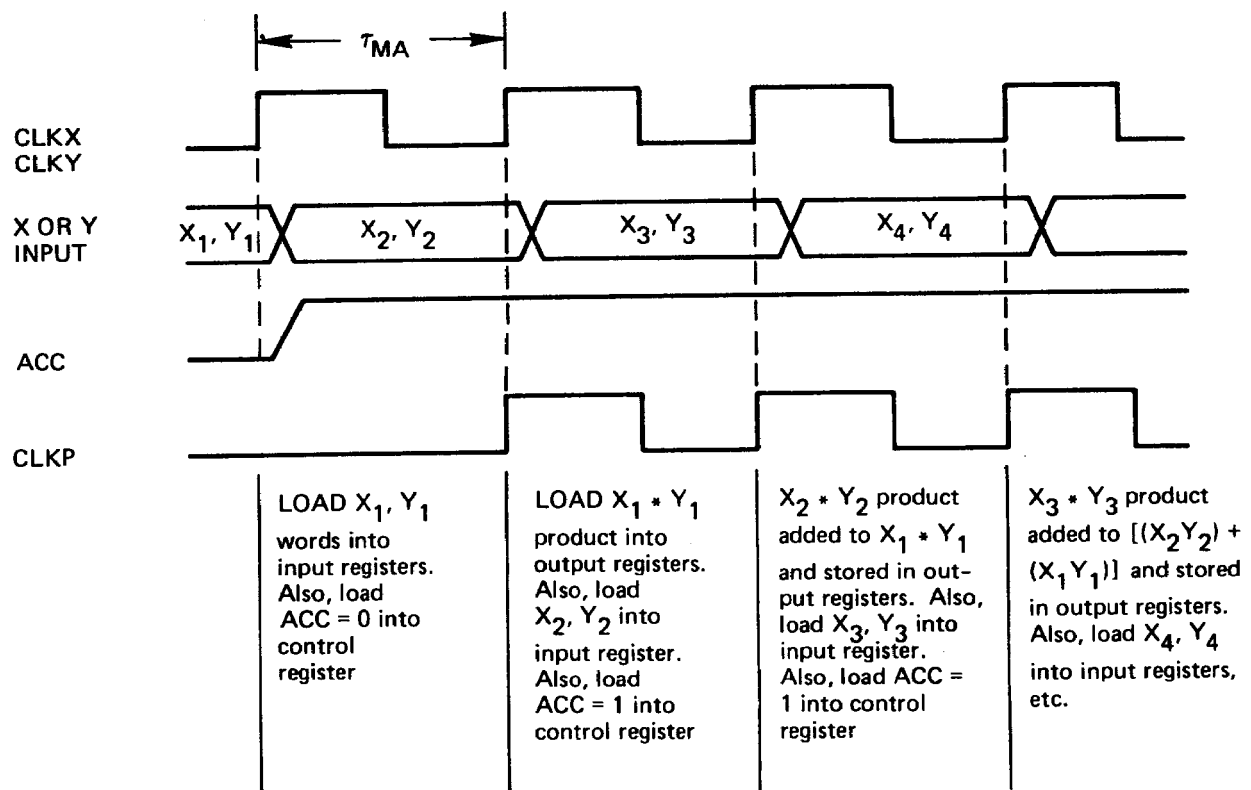 τMA
CLKX
CLKY
X OR Y
INPUT
X1, Y1
X2, Y2
X3, Y3
X4, Y4
ACC
CLKP
LOAD X1, Y1
words into
input registers.
Also, load
ACC = 0 into
control
register
LOAD X1 * Y1
product into
output registers.
Also, load
X2, Y2 into
input register.
Also, load
ACC = 1 into
control register
X2 * Y2 product
added to X1 * Y1
and stored in out-
put registers. Also,
load X3, Y3 into
input register.
Also, load ACC =
1 into control
register
X3 * Y3 product
added to [(X2Y2) +
(X1Y1)] and stored
in output registers.
Also, load X4, Y4
into input registers,
etc.